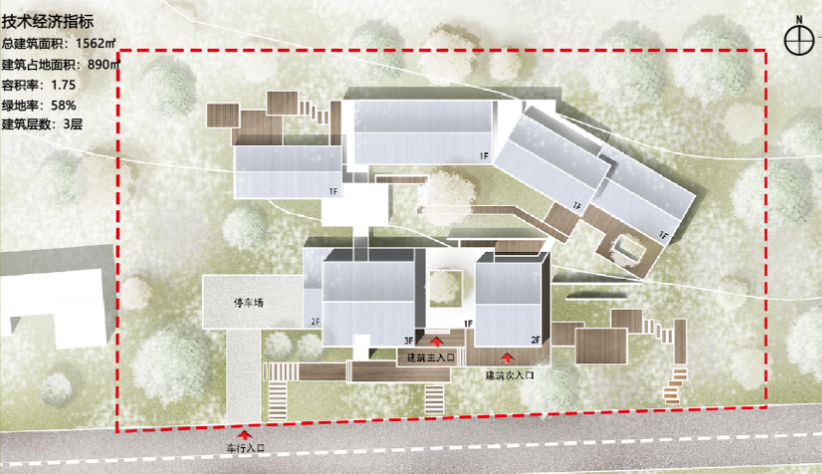 技术经济指标
总建筑面积：1562㎡
建筑占地面积：890㎡
容积率：1.75
绿地率：58%
建筑层数：3层
N
1F
1F
1F
1F
停车场
2F
3F
1F
2F
建筑主入口
建筑次入口
车行入口